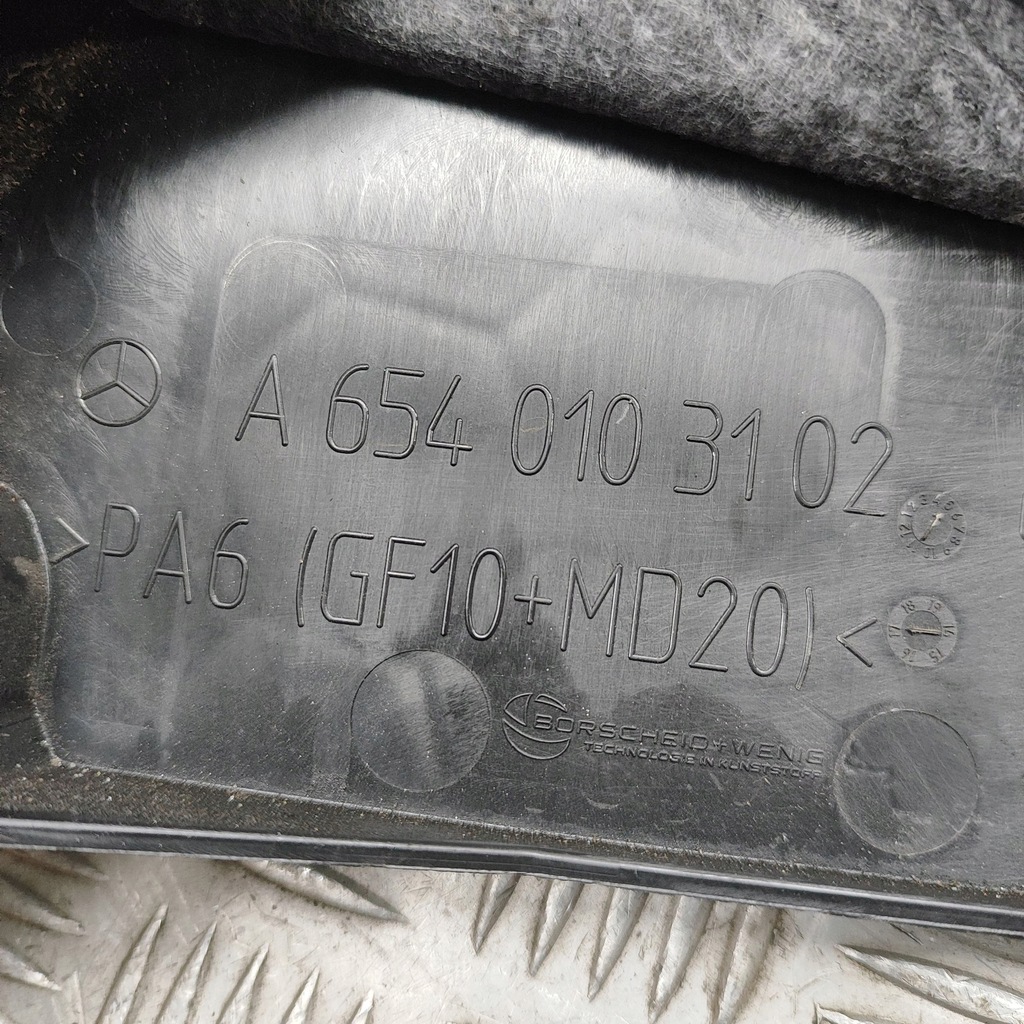 A 654 010 31 02
>PA6 (GF10+MD20)<
BORSCHEID+WENIG
TECHNOLOGIE IN KUNSTSTOFF